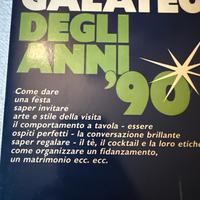 GALATEO
DEGLI
ANNI
'90
Come dare
una festa
saper invitare
arte e stile della visita
il comportamento a tavola - essere
ospiti perfetti - la conversazione brillante
saper regalare - il tè, il cocktail e la loro etiche
come organizzare un fidanzamento,
un matrimonio ecc. ecc.